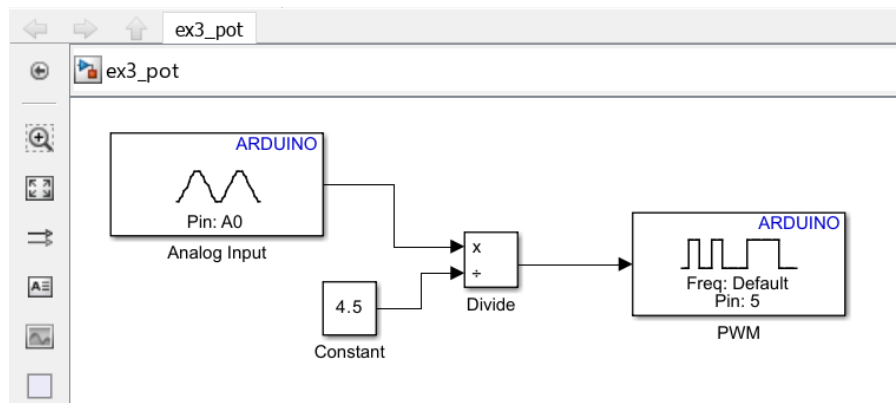 ex3_pot
ex3_pot
ARDUINO
Pin: A0
Analog Input
x
÷
Divide
4.5
Constant
ARDUINO
Freq: Default
Pin: 5
PWM